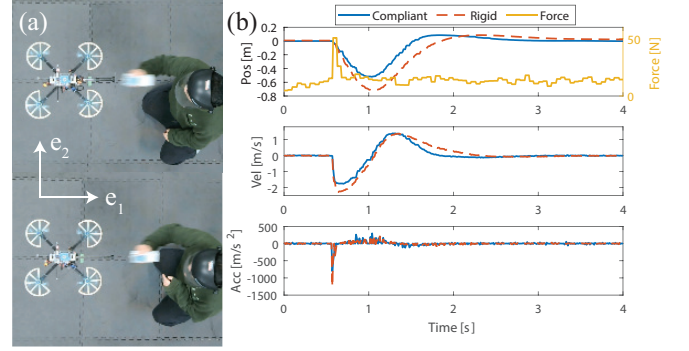 (a)
e2
e1
(b)
Compliant Rigid Force
0.2
0
-0.2
-0.4
-0.6
-0.8
Pos [m]
50
0
Force [N]
0 1 2 3 4
1
0
-1
-2
Vel [m/s]
0 1 2 3 4
500
0
-500
-1000
-1500
Acc [m/s²]
0 1 2 3 4
Time [s]